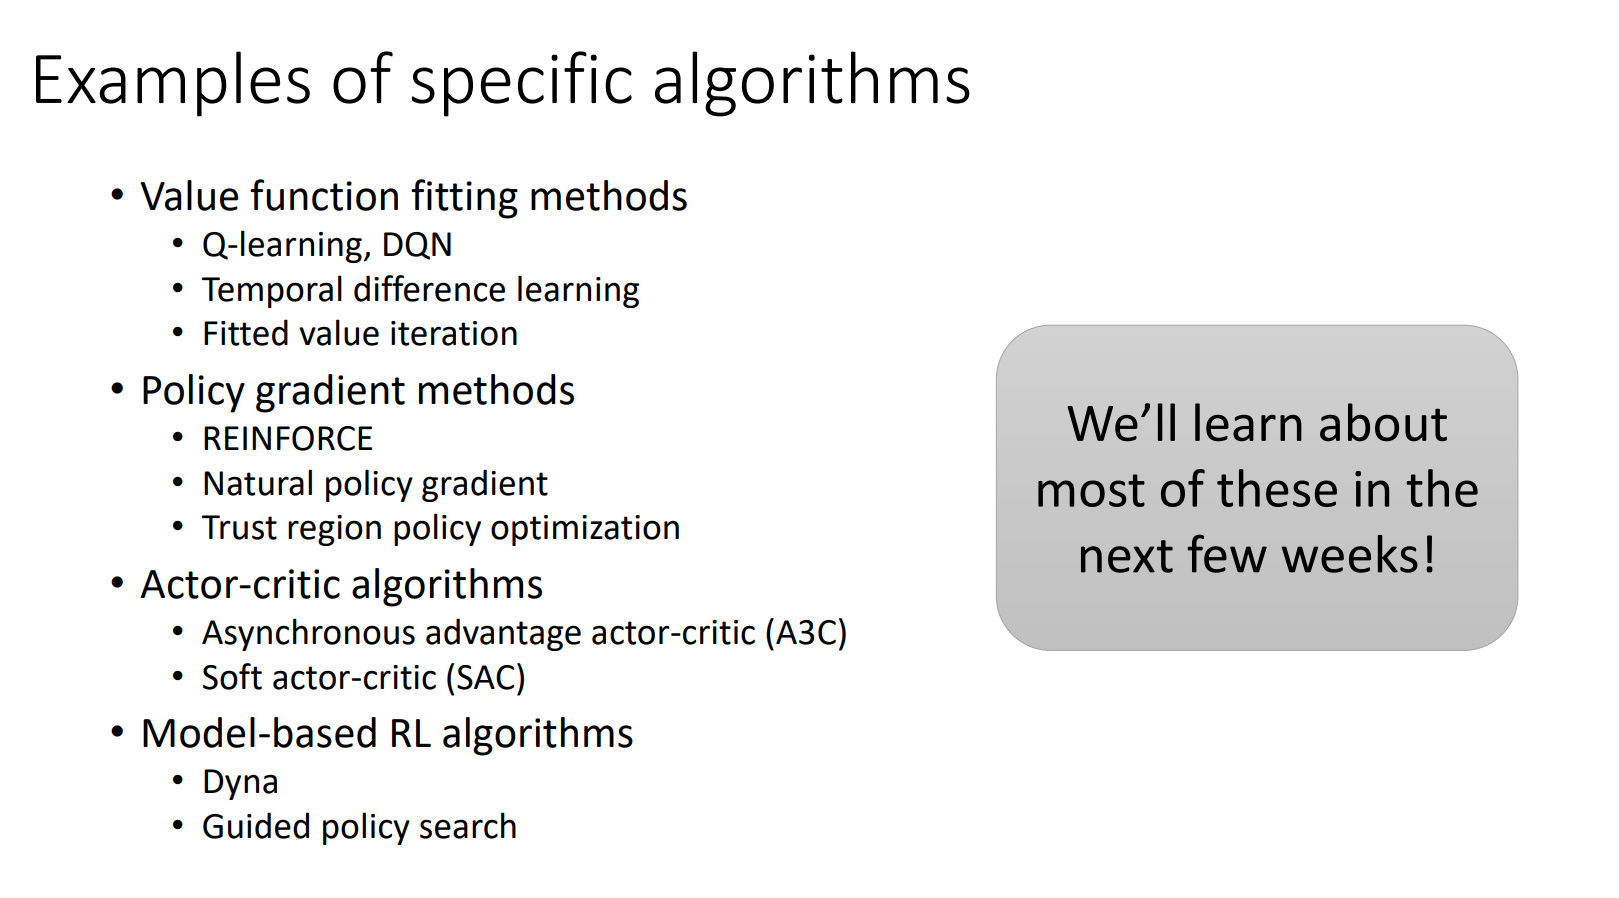 Examples of specific algorithms
• Value function fitting methods
• Q-learning, DQN
• Temporal difference learning
• Fitted value iteration
• Policy gradient methods
• REINFORCE
• Natural policy gradient
• Trust region policy optimization
• Actor-critic algorithms
• Asynchronous advantage actor-critic (A3C)
• Soft actor-critic (SAC)
• Model-based RL algorithms
• Dyna
• Guided policy search
We’ll learn about
most of these in the
next few weeks!